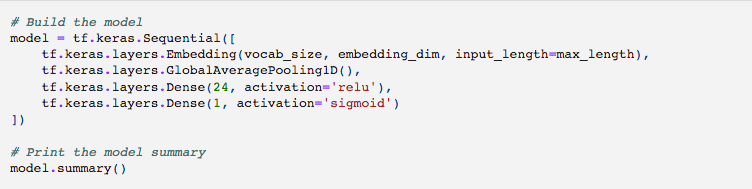 # Build the model
model = tf.keras.Sequential([
    tf.keras.layers.Embedding(vocab_size, embedding_dim, input_length=max_length),
    tf.keras.layers.GlobalAveragePooling1D(),
    tf.keras.layers.Dense(24, activation='relu'),
    tf.keras.layers.Dense(1, activation='sigmoid')
])

# Print the model summary
model.summary()